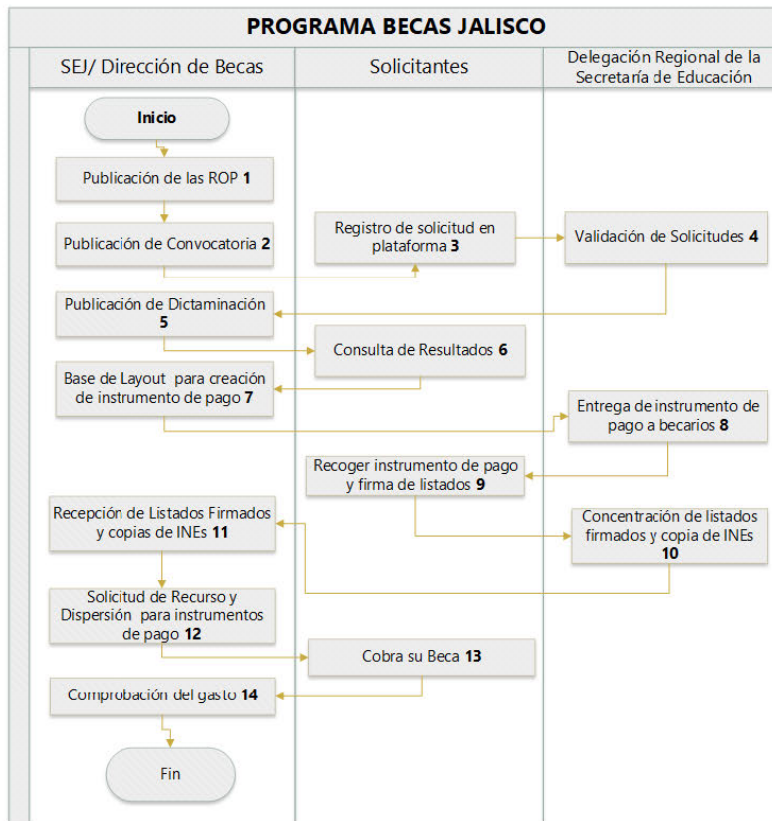 PROGRAMA BECAS JALISCO
SEJ/ Dirección de Becas
Solicitantes
Delegación Regional de la
Secretaría de Educación
Inicio
Publicación de las ROP 1
Publicación de Convocatoria 2
Registro de solicitud en
plataforma 3
Validación de Solicitudes 4
Publicación de Dictaminación
5
Consulta de Resultados 6
Base de Layout para creación
de instrumento de pago 7
Entrega de instrumento de
pago a becarios 8
Recoger instrumento de pago
y firma de listados 9
Concentración de listados
firmados y copia de INEs
10
Recepción de Listados Firmados
y copias de INEs 11
Solicitud de Recurso y
Dispersión para instrumentos
de pago 12
Cobra su Beca 13
Comprobación del gasto 14
Fin